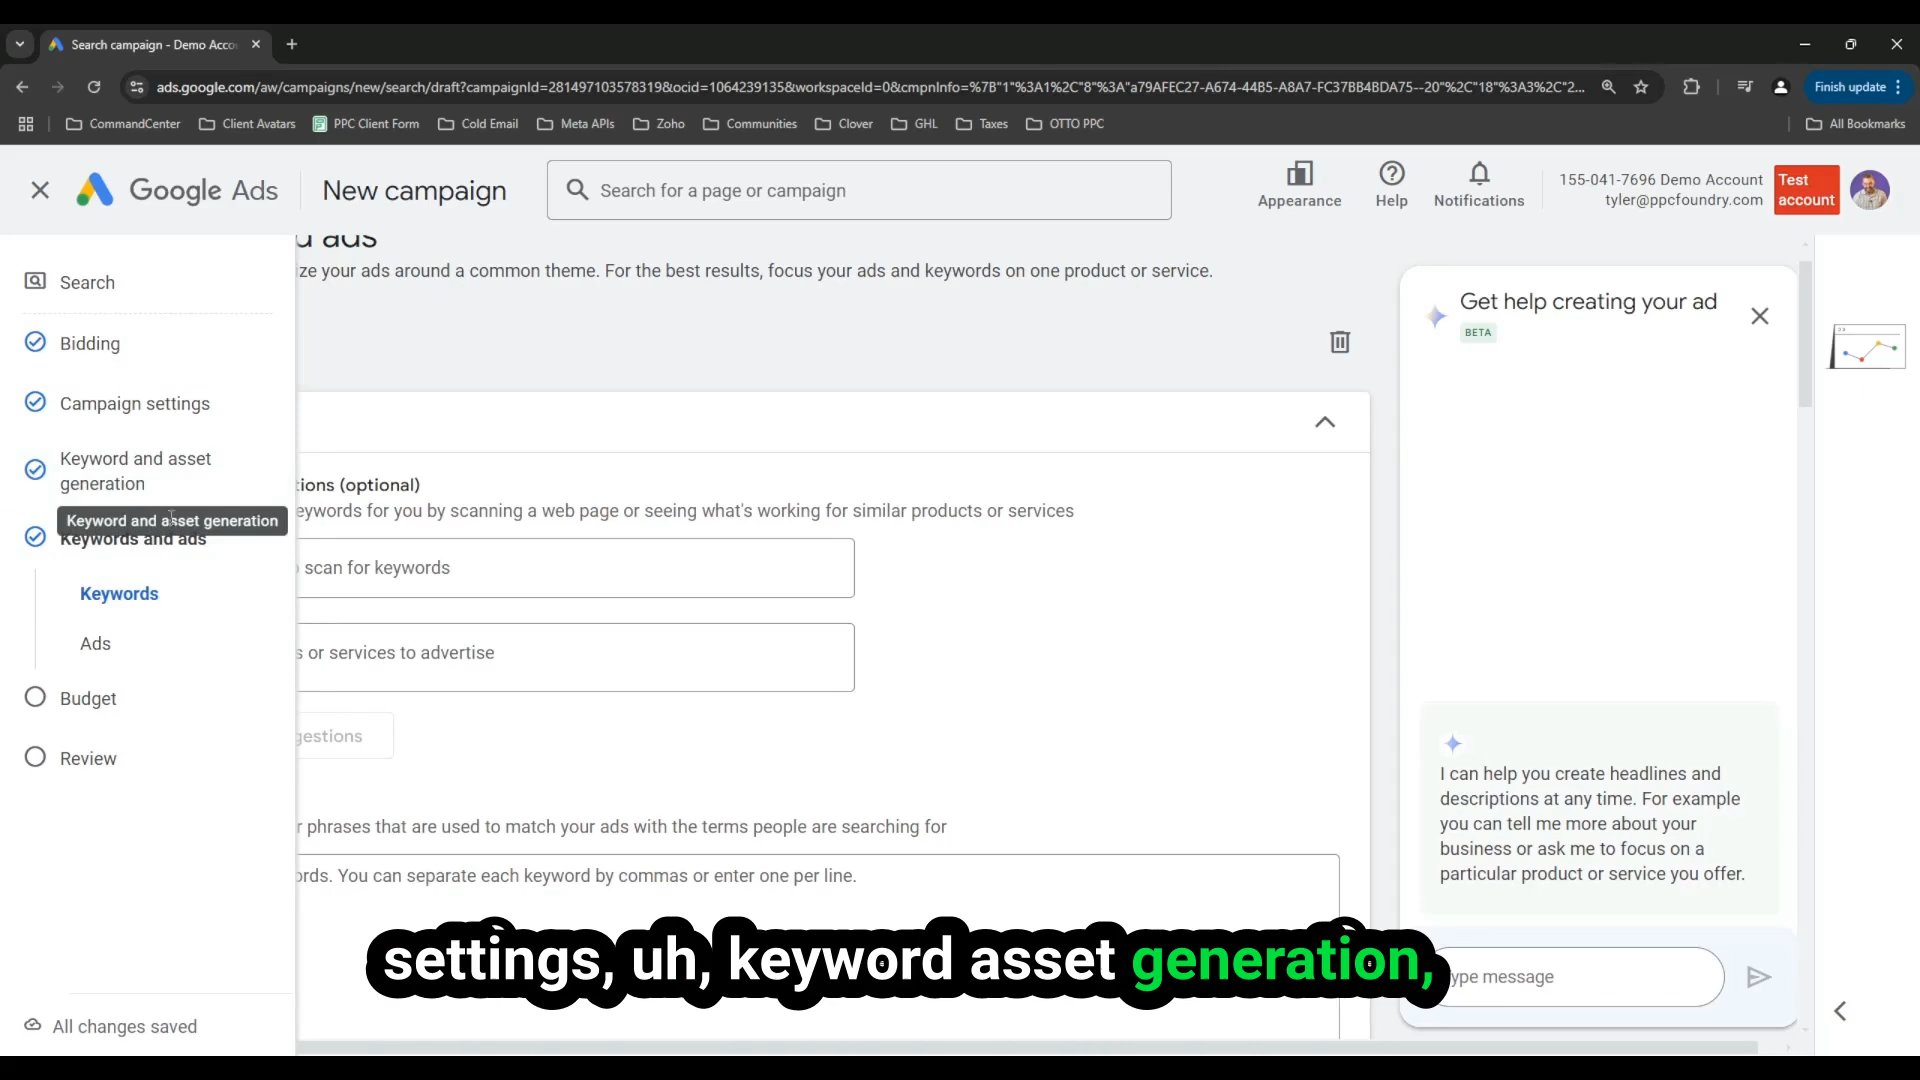 Search campaign - Demo Acco
ads.google.com/aw/campaigns/new/search/draft?campaignId=281497103578319&ocid=1064239135&workspaceId=0&cmpnInfo=%7B"1"%3A1%2C"8"%3A"a79AFEC27-A674-44B5-A8A7-FC37BB4BDA75--20"%2C"18"%3A3%2C"2...
Finish update
CommandCenter
Client Avatars
PPC Client Form
Cold Email
Meta APIs
Zoho
Communities
Clover
GHL
Taxes
OTTO PPC
All Bookmarks
Google Ads
New campaign
Search for a page or campaign
Appearance
Help
Notifications
155-041-7696 Demo Account
tyler@ppcfoundry.com
Test
account
Search
Bidding
Campaign settings
Keyword and asset
generation
Keyword and asset generation
Keywords and ads
Keywords
Ads
Budget
Review
All changes saved
d ads
ze your ads around a common theme. For the best results, focus your ads and keywords on one product or service.
tions (optional)
eywords for you by scanning a web page or seeing what's working for similar products or services
scan for keywords
s or services to advertise
gestions
r phrases that are used to match your ads with the terms people are searching for
ords. You can separate each keyword by commas or enter one per line.
Get help creating your ad
BETA
I can help you create headlines and
descriptions at any time. For example
you can tell me more about your
business or ask me to focus on a
particular product or service you offer.
ype message
settings, uh, keyword asset generation,